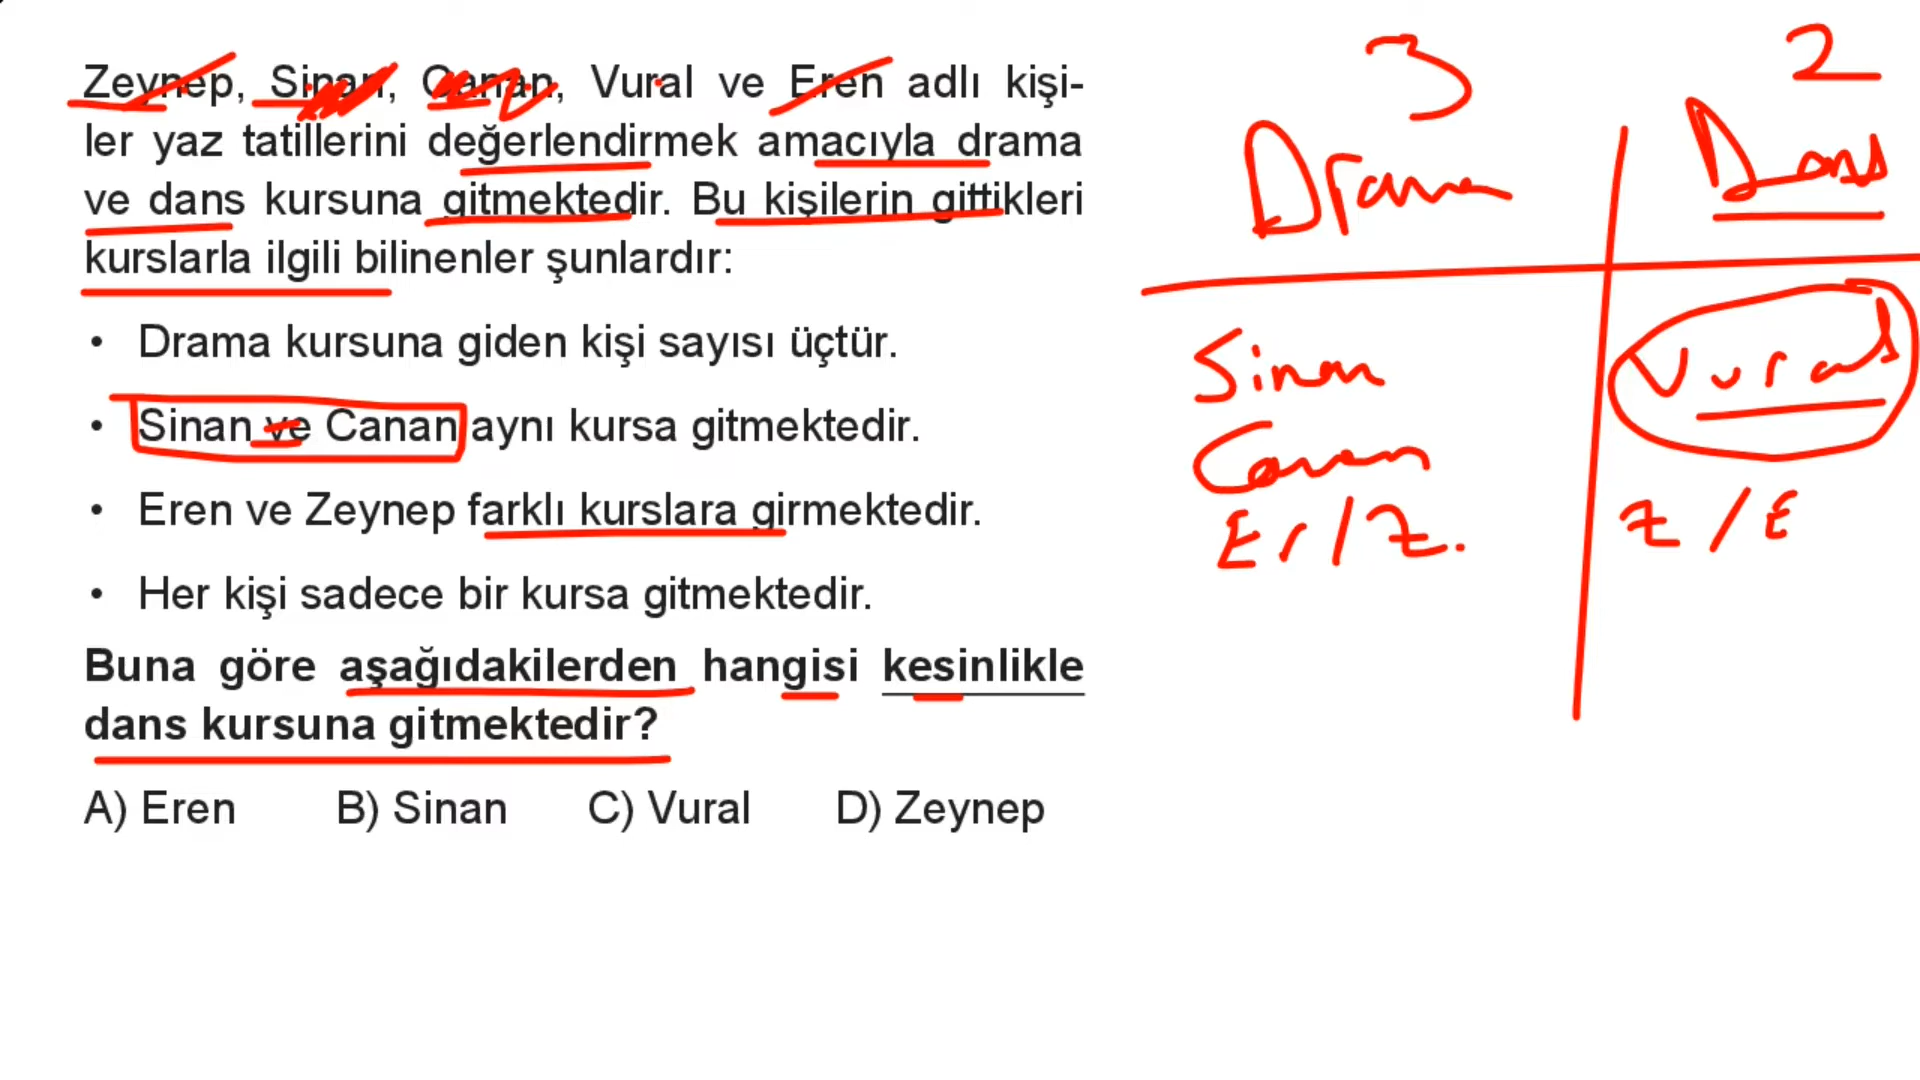 Zeynep, Sinan, Canan, Vural ve Eren adlı kişi-
ler yaz tatillerini değerlendirmek amacıyla drama
ve dans kursuna gitmektedir. Bu kişilerin gittikleri
kurslarla ilgili bilinenler şunlardır:
• Drama kursuna giden kişi sayısı üçtür.
• Sinan ve Canan aynı kursa gitmektedir.
• Eren ve Zeynep farklı kurslara girmektedir.
• Her kişi sadece bir kursa gitmektedir.
Buna göre aşağıdakilerden hangisi kesinlikle
dans kursuna gitmektedir?
A) Eren B) Sinan C) Vural D) Zeynep
3 2
Drama Dans
Sinan Vural
Canan
Er/Z. Z/E